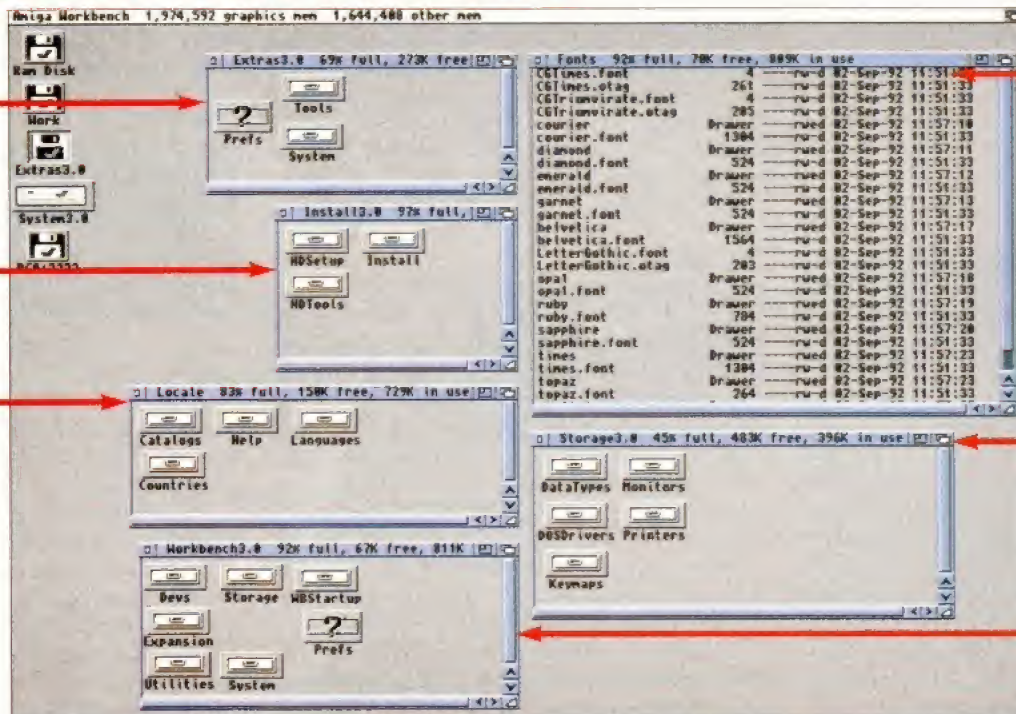 Amiga Workbench 1,974,592 graphics mem 1,644,408 other mem
Ram Disk
Work
Extras3.0
System3.0
Extras3.0 69% full, 273K free
Prefs
Tools
System
Install3.0 92% full,
HDSetup Install
HDTools
Locale 83% full, 150K free, 729K in use
Catalogs Help Languages
Countries
Workbench3.0 92% full, 67K free, 811K
Devs Storage WBStartup
Expansion
Prefs
Utilities System
Fonts 92% full, 70K free, 809K in use
CGTimes.font 4 ----rw-d 02-Sep-92
CGTimes.otag 261 ----rw-d 02-Sep-92 11:51:33
CGTriumvirate.font 4 ----rw-d 02-Sep-92 11:51:33
CGTriumvirate.otag 205 ----rw-d 02-Sep-92 11:51:33
courier Drawer ----rwed 02-Sep-92 11:57:10
courier.font 1304 ----rw-d 02-Sep-92 11:51:33
diamond Drawer ----rwed 02-Sep-92 11:57:11
diamond.font 524 ----rw-d 02-Sep-92 11:51:33
emerald Drawer ----rwed 02-Sep-92 11:57:12
emerald.font 524 ----rw-d 02-Sep-92 11:51:33
garnet Drawer ----rwed 02-Sep-92 11:57:13
garnet.font 524 ----rw-d 02-Sep-92 11:51:33
helvetica Drawer ----rwed 02-Sep-92 11:57:17
helvetica.font 1564 ----rw-d 02-Sep-92 11:51:33
LetterGothic.font 4 ----rw-d 02-Sep-92 11:51:33
LetterGothic.otag 203 ----rw-d 02-Sep-92 11:51:33
opal Drawer ----rwed 02-Sep-92 11:57:18
opal.font 524 ----rw-d 02-Sep-92 11:51:33
ruby Drawer ----rwed 02-Sep-92 11:57:19
ruby.font 784 ----rw-d 02-Sep-92 11:51:33
sapphire Drawer ----rwed 02-Sep-92 11:57:20
sapphire.font 524 ----rw-d 02-Sep-92 11:51:33
times Drawer ----rwed 02-Sep-92 11:57:23
times.font 1304 ----rw-d 02-Sep-92 11:51:33
topaz Drawer ----rwed 02-Sep-92 11:57:23
topaz.font 264 ----rw-d 02-Sep-92 11:51:33
Storage3.0 45% full, 483K free, 396K in use
DataTypes Monitors
DOSDrivers Printers
Keymaps